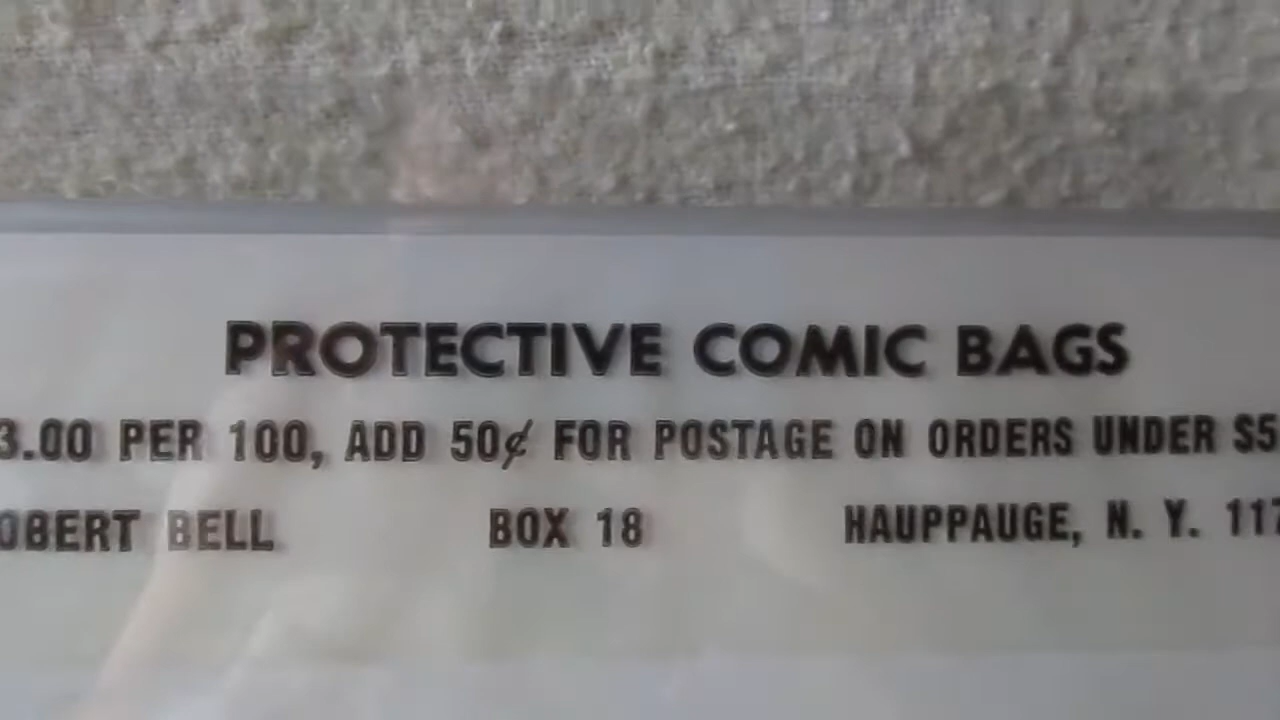 PROTECTIVE COMIC BAGS
3.00 PER 100, ADD 50¢ FOR POSTAGE ON ORDERS UNDER $5
OBERT BELL BOX 18 HAUPPAUGE, N. Y. 117